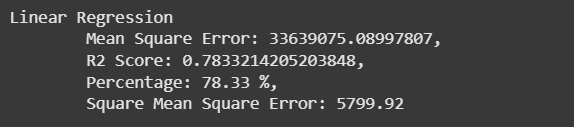 Linear Regression
Mean Square Error: 33639075.08997807,
R2 Score: 0.7833214205203848,
Percentage: 78.33 %,
Square Mean Square Error: 5799.92